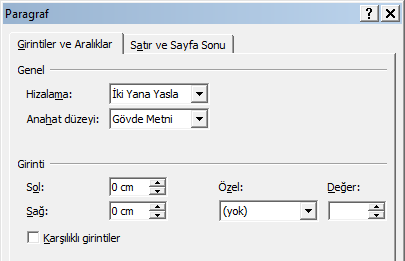 Paragraf
Girintiler ve Aralıklar Satır ve Sayfa Sonu
Genel
Hizalama: İki Yana Yasla
Anahat düzeyi: Gövde Metni
Girinti
Sol: 0 cm Özel: Değer:
Sağ: 0 cm (yok)
Karşılıklı girintiler